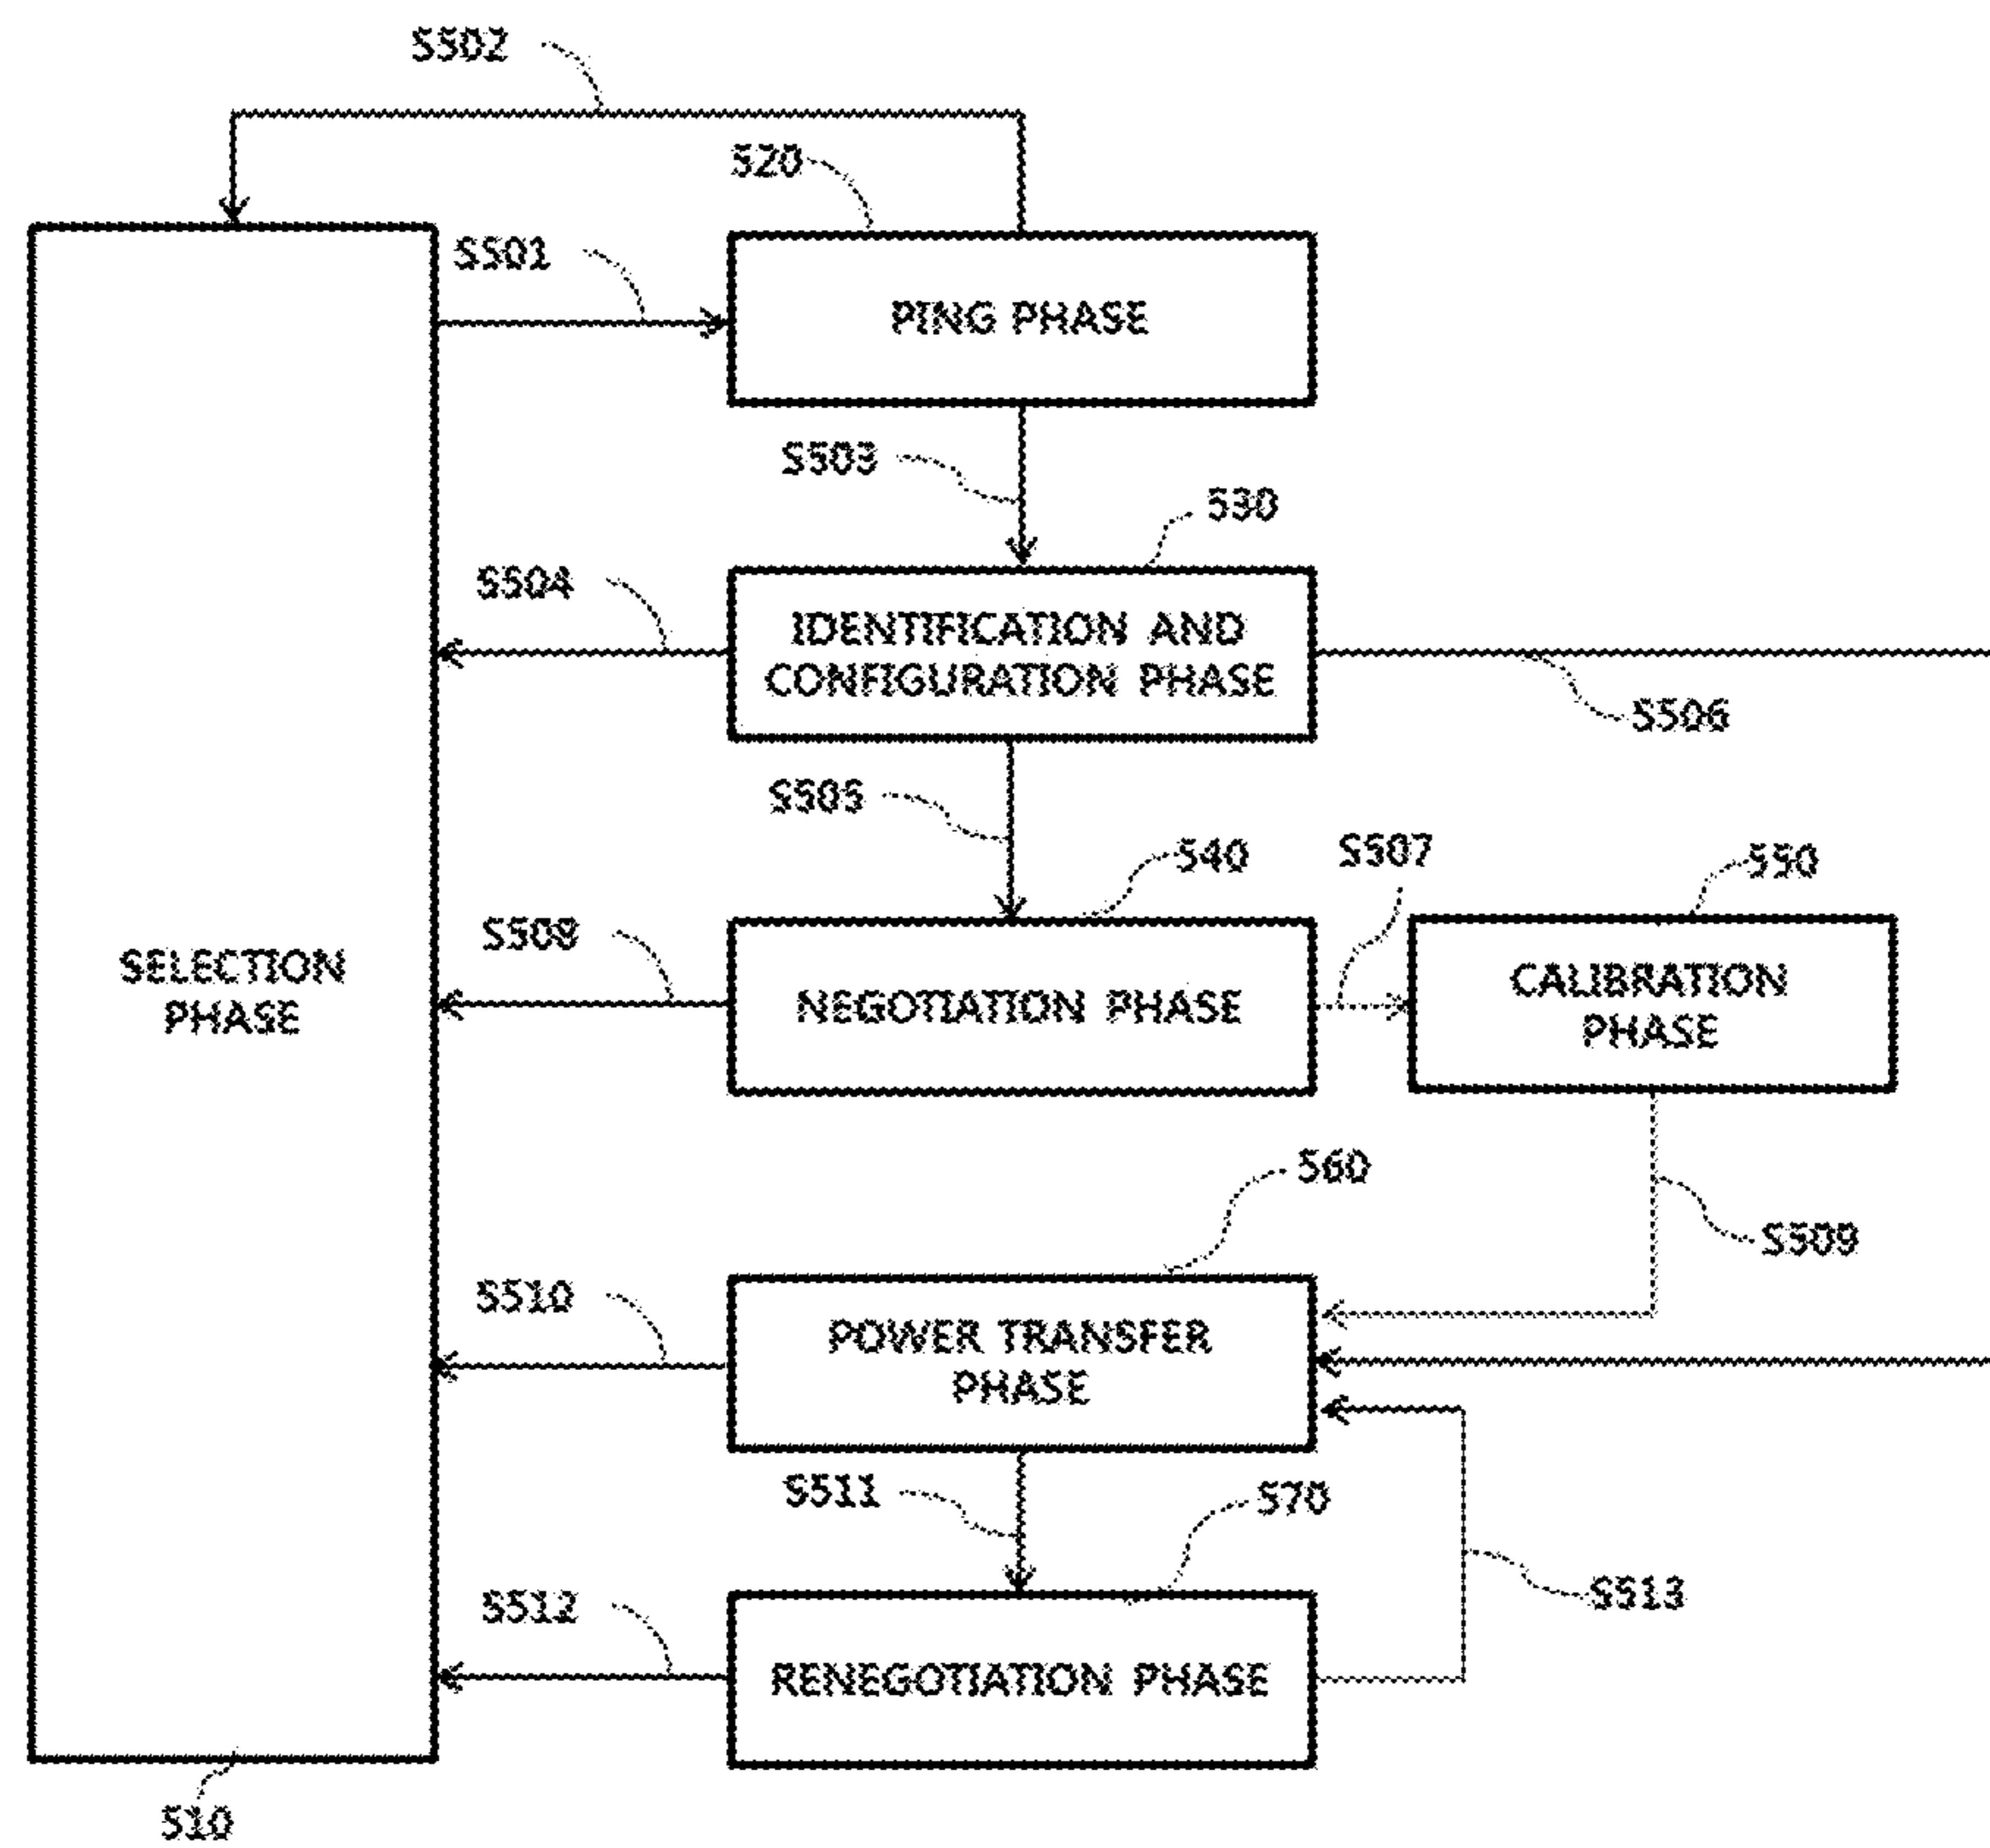 S502
520
S501
PING PHASE
S503
530
S504
IDENTIFICATION AND
CONFIGURATION PHASE
S506
S505
540
S507
550
S508
SELECTION
PHASE
NEGOTIATION PHASE
CALIBRATION
PHASE
560
S509
S510
POWER TRANSFER
PHASE
S511
570
S512
S513
RENEGOTIATION PHASE
510